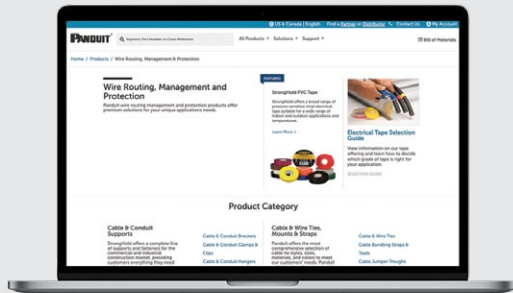 US & Canada | English Find a Partner or Distributor Contact Us My Account
PANDUIT
Keyword, Part Number or Cross Reference
All Products Solutions Support
Bill of Materials
Home / Products / Wire Routing, Management & Protection
Wire Routing, Management and
Protection
Panduit wire routing management and protection products offer
premium solutions for your unique applications needs.
FEATURED
Stronghold PVC Tape
Stronghold offers a broad range of
pressure-sensitive vinyl electrical
tape suitable for a wide range of
indoor and outdoor applications and
temperatures.
Learn More >
Electrical Tape Selection
Guide
View information on our tape
offering and learn how to decide
which grade of tape is right for
your application.
SELECTION GUIDE
Product Category
Cable & Conduit
Supports
StrongHold offers a complete line
of supports and fasteners for the
commercial and industrial
construction market, providing
customers everything they need
Cable & Conduit Brackets
Cable & Conduit Clamps &
Clips
Cable & Conduit Hangers
Cable & Wire Ties,
Mounts & Straps
Panduit offers the most
comprehensive selection of
cable tie styles, sizes,
materials, and colors to meet
our customers' needs. Panduit
Cable & Wire Ties
Cable Bundling Straps &
Tools
Cable Jumper Troughs